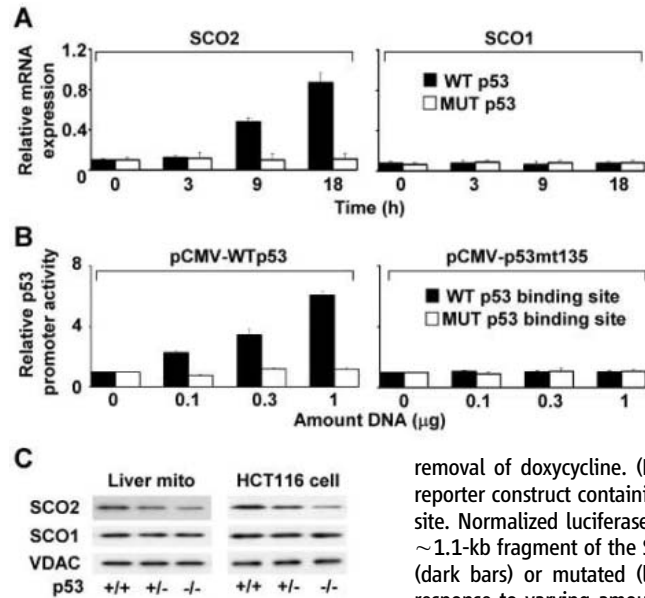 A
SCO2
SCO1
Relative mRNA expression
1.2
0.8
0.4
0
WT p53
MUT p53
0 3 9 18
0 3 9 18
Time (h)
B
pCMV-WTp53
pCMV-p53mt135
Relative p53 promoter activity
8
4
0
WT p53 binding site
MUT p53 binding site
0 0.1 0.3 1
0 0.1 0.3 1
Amount DNA (μg)
C
Liver mito
HCT116 cell
SCO2
SCO1
VDAC
p53 +/+ +/- -/- +/+ +/- -/-
removal of doxycycline. (
reporter construct containi
site. Normalized luciferase
~1.1-kb fragment of the S
(dark bars) or mutated (l